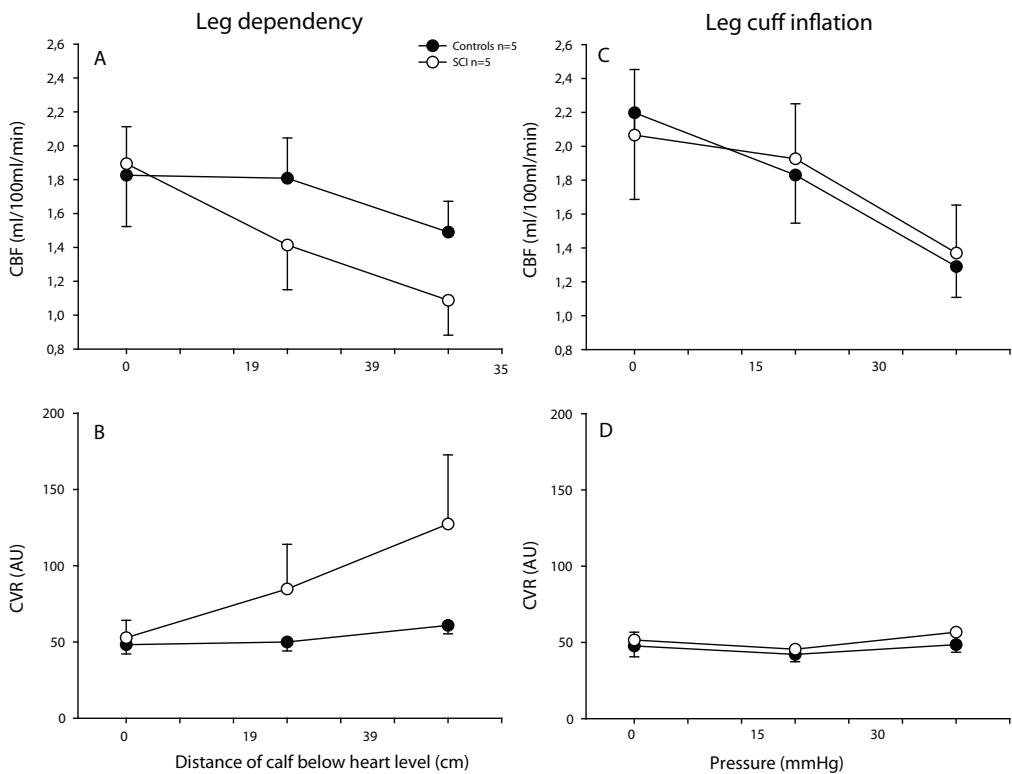 Leg dependency
Leg cuff inflation
A
Controls n=5
SCI n=5
CBF (ml/100ml/min)
2,6
2,4
2,2
2,0
1,8
1,6
1,4
1,2
1,0
0,8
0 19 39 35
C
CBF (ml/100ml/min)
2,6
2,4
2,2
2,0
1,8
1,6
1,4
1,2
1,0
0,8
0 15 30
B
CVR (AU)
200
150
100
50
0
0 19 39
Distance of calf below heart level (cm)
D
CVR (AU)
200
150
100
50
0
0 15 30
Pressure (mmHg)